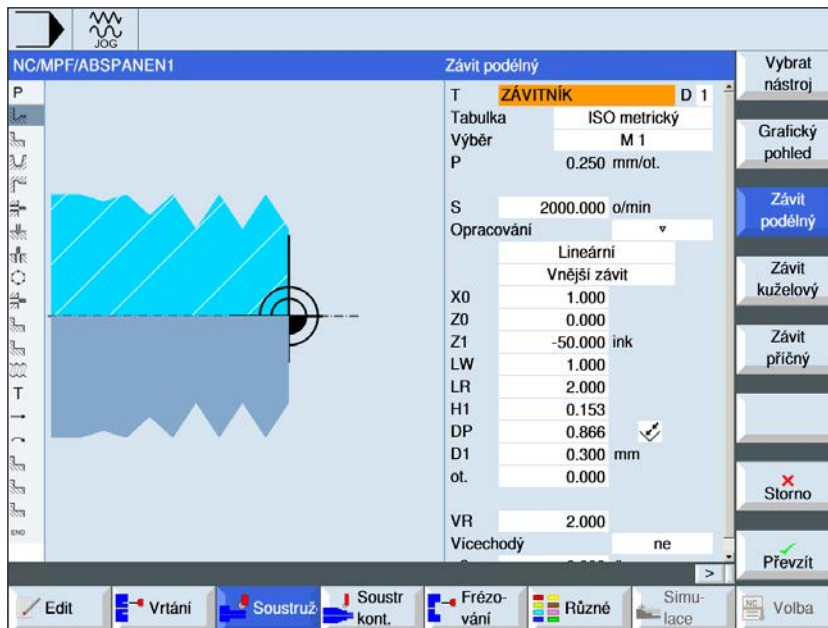 JOG
NC/MPF/ABSPANEN1
Závit podélný
P
T
END
T ZÁVITNÍK D 1
Tabulka ISO metrický
Výběr M 1
P 0.250 mm/ot.
S 2000.000 o/min
Opracování ▿
Lineární
Vnější závit
X0 1.000
Z0 0.000
Z1 -50.000 ink
LW 1.000
LR 2.000
H1 0.153
DP 0.866
D1 0.300 mm
ot. 0.000
VR 2.000
Vícechodý ne
>
Vybrat
nástroj
Grafický
pohled
Závit
podélný
Závit
kuželový
Závit
příčný
Storno
Převzít
Edit
Vrtání
Soustruž.
Soustr
kont.
Frézo-
vání
Různé
Simu-
lace
NC
Volba